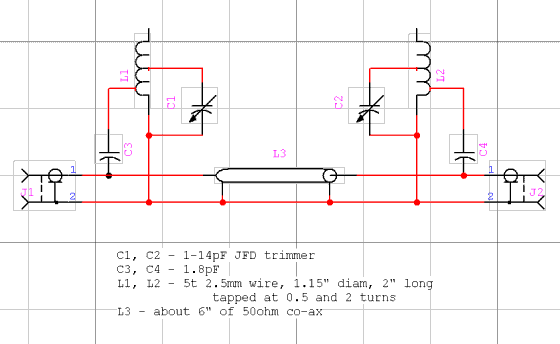 L1
L2
C1
C2
C3
C4
L3
J1
1
2
1
2
J2
C1, C2 - 1-14pF JFD trimmer
C3, C4 - 1.8pF
L1, L2 - 5t 2.5mm wire, 1.15" diam, 2" long
tapped at 0.5 and 2 turns
L3 - about 6" of 50ohm co-ax